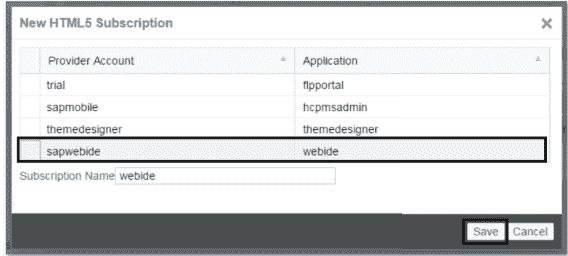 New HTML5 Subscription ×
Provider Account Application
trial flpportal
sapmobile hcpmsadmin
themedesigner themedesigner
sapwebide webide
Subscription Name webide
Save Cancel